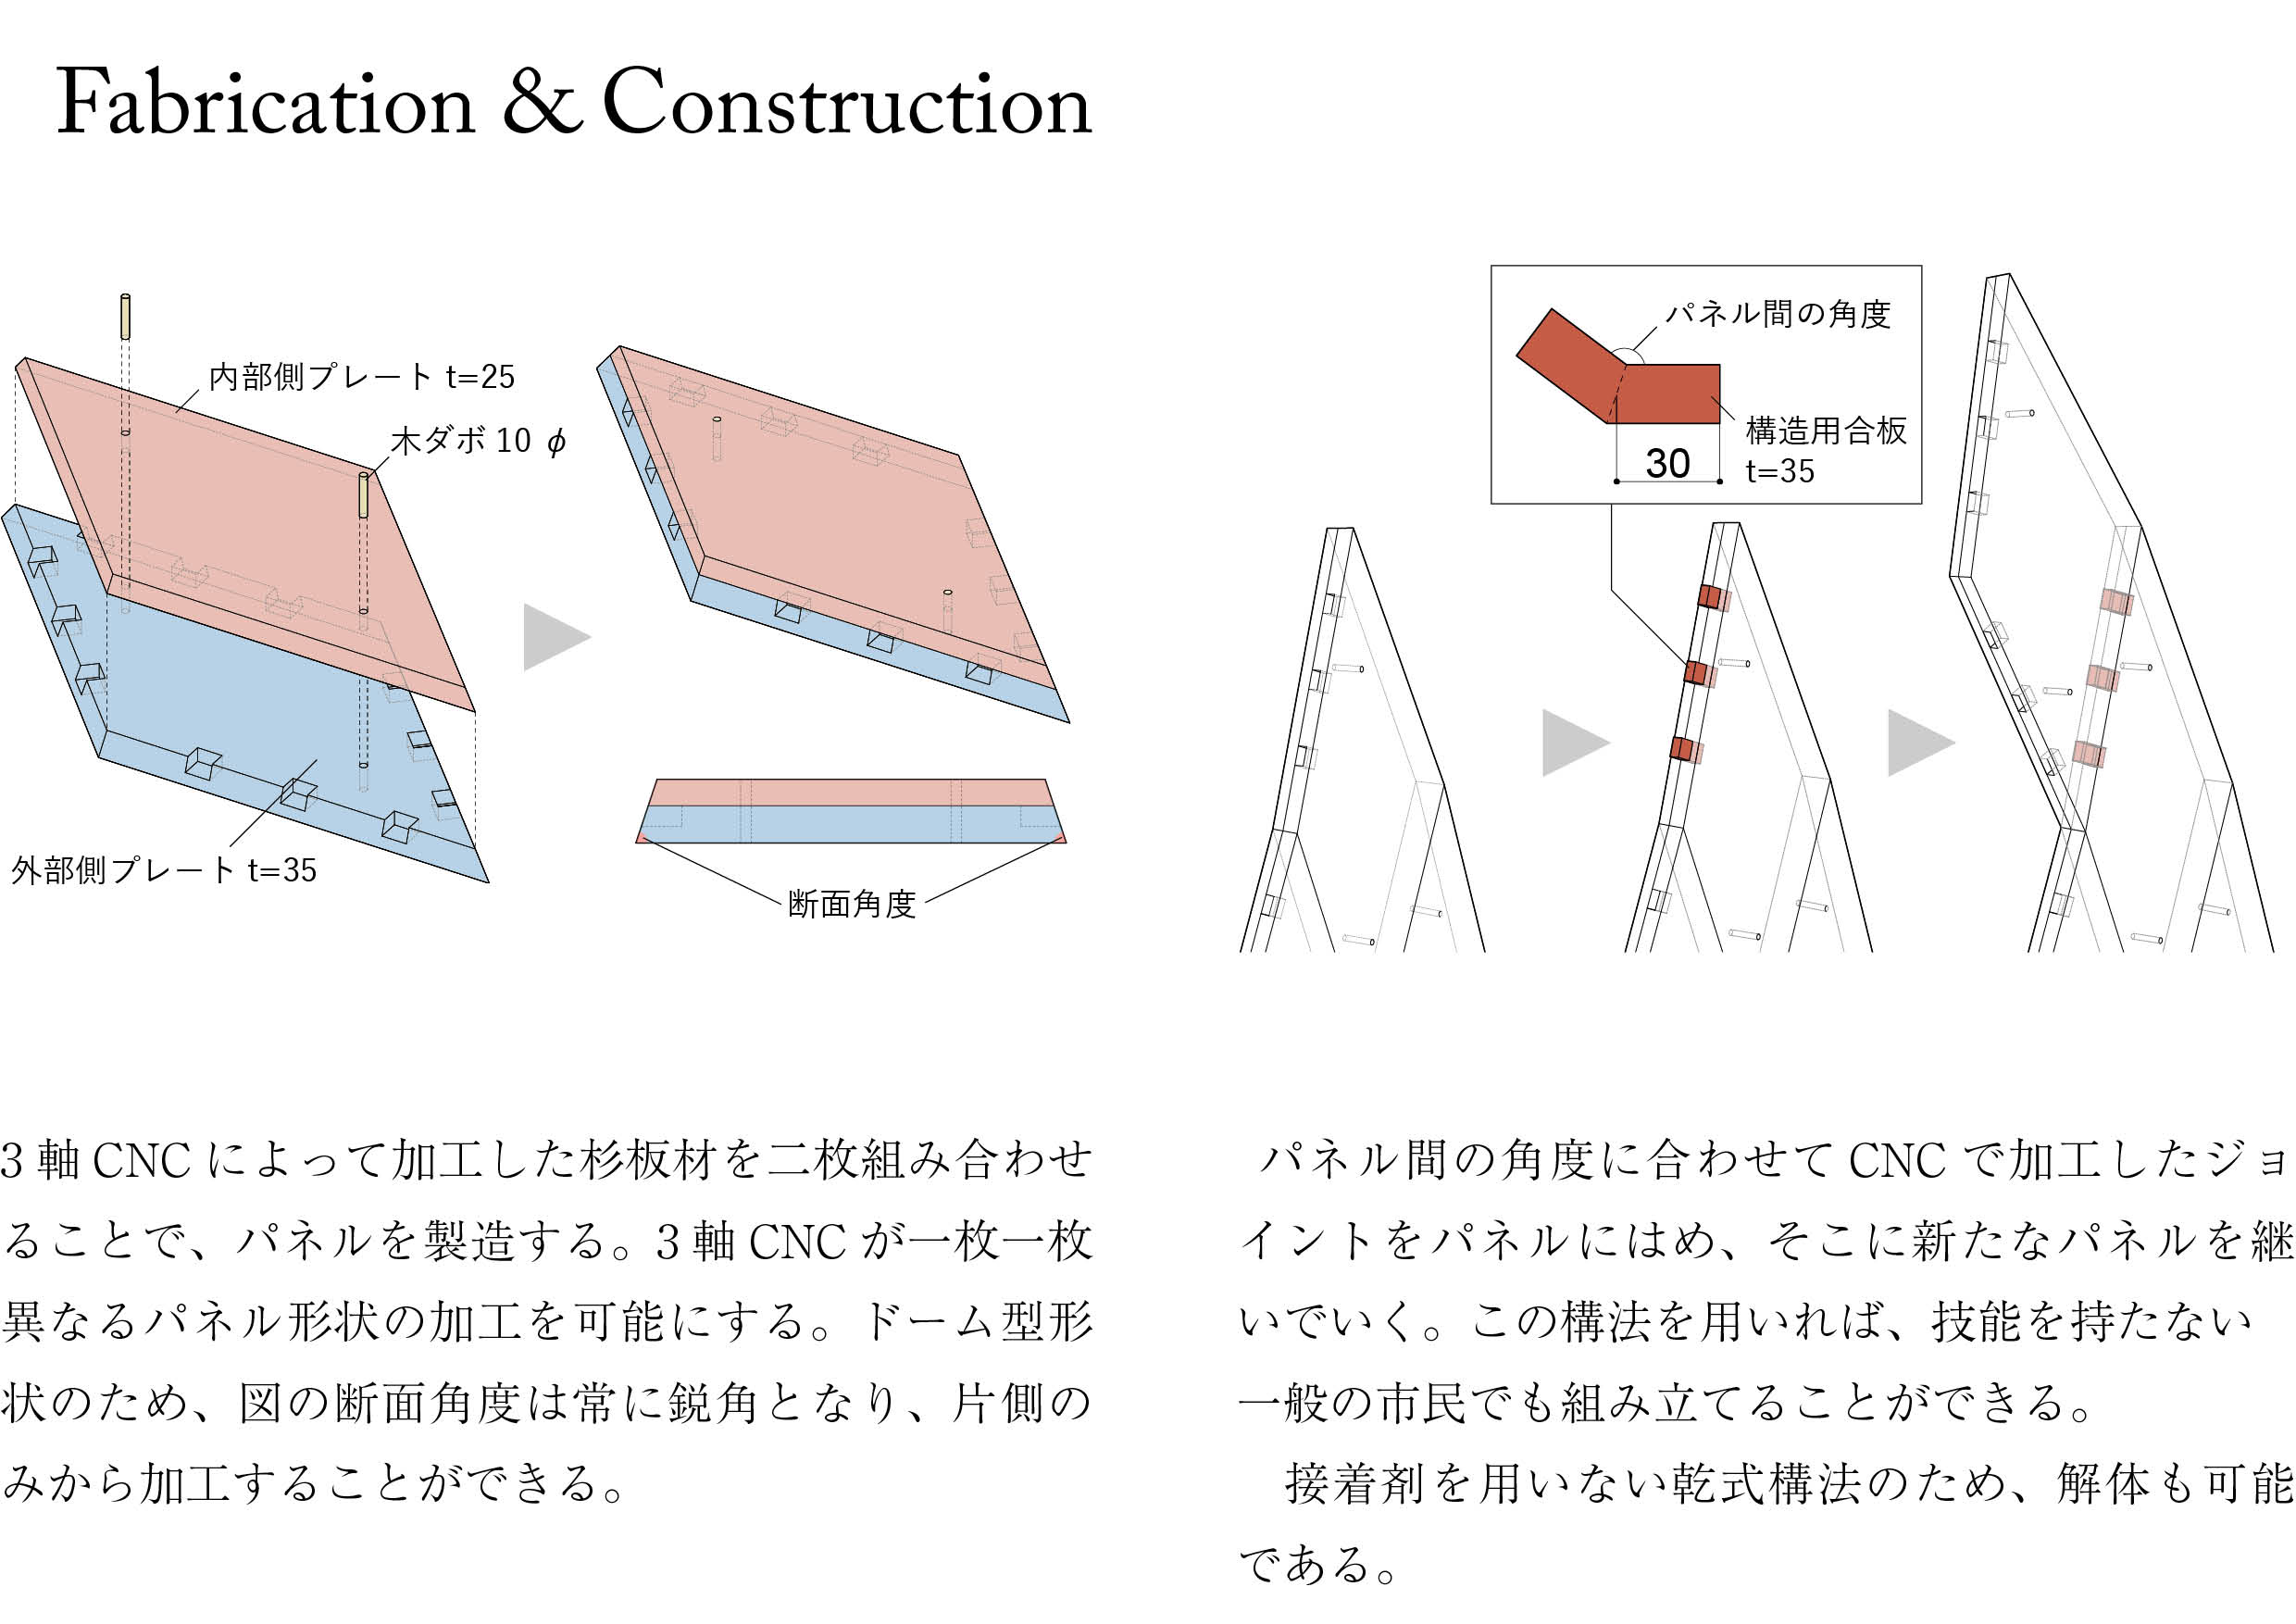 Fabrication & Construction
内部側プレート t=25
木ダボ 10 φ
外部側プレート t=35
断面角度
パネル間の角度
構造用合板
t=35
30
3 軸 CNC によって加工した杉板材を二枚組み合わせ
ることで、パネルを製造する。3 軸 CNC が一枚一枚
異なるパネル形状の加工を可能にする。ドーム型形
状のため、図の断面角度は常に鋭角となり、片側の
みから加工することができる。
パネル間の角度に合わせて CNC で加工したジョ
イントをパネルにはめ、そこに新たなパネルを継
いでいく。この構法を用いれば、技能を持たない
一般の市民でも組み立てることができる。
接着剤を用いない乾式構法のため、解体も可能
である。